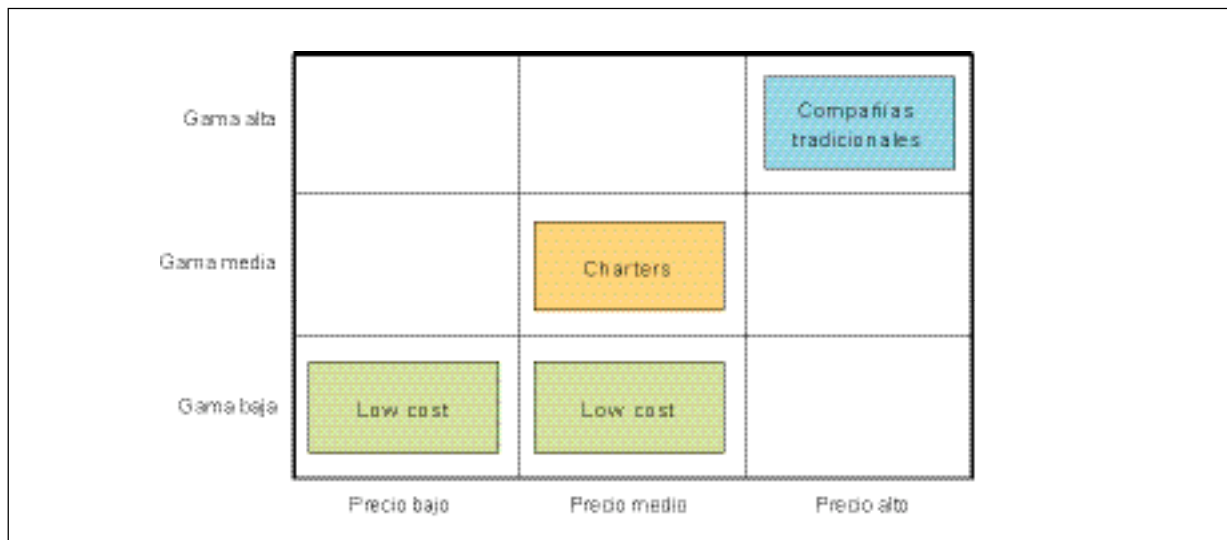 Gama alta
Compañías
tradicionales
Gama media
Charters
Gama baja
Low cost
Low cost
Precio bajo
Precio medio
Precio alto